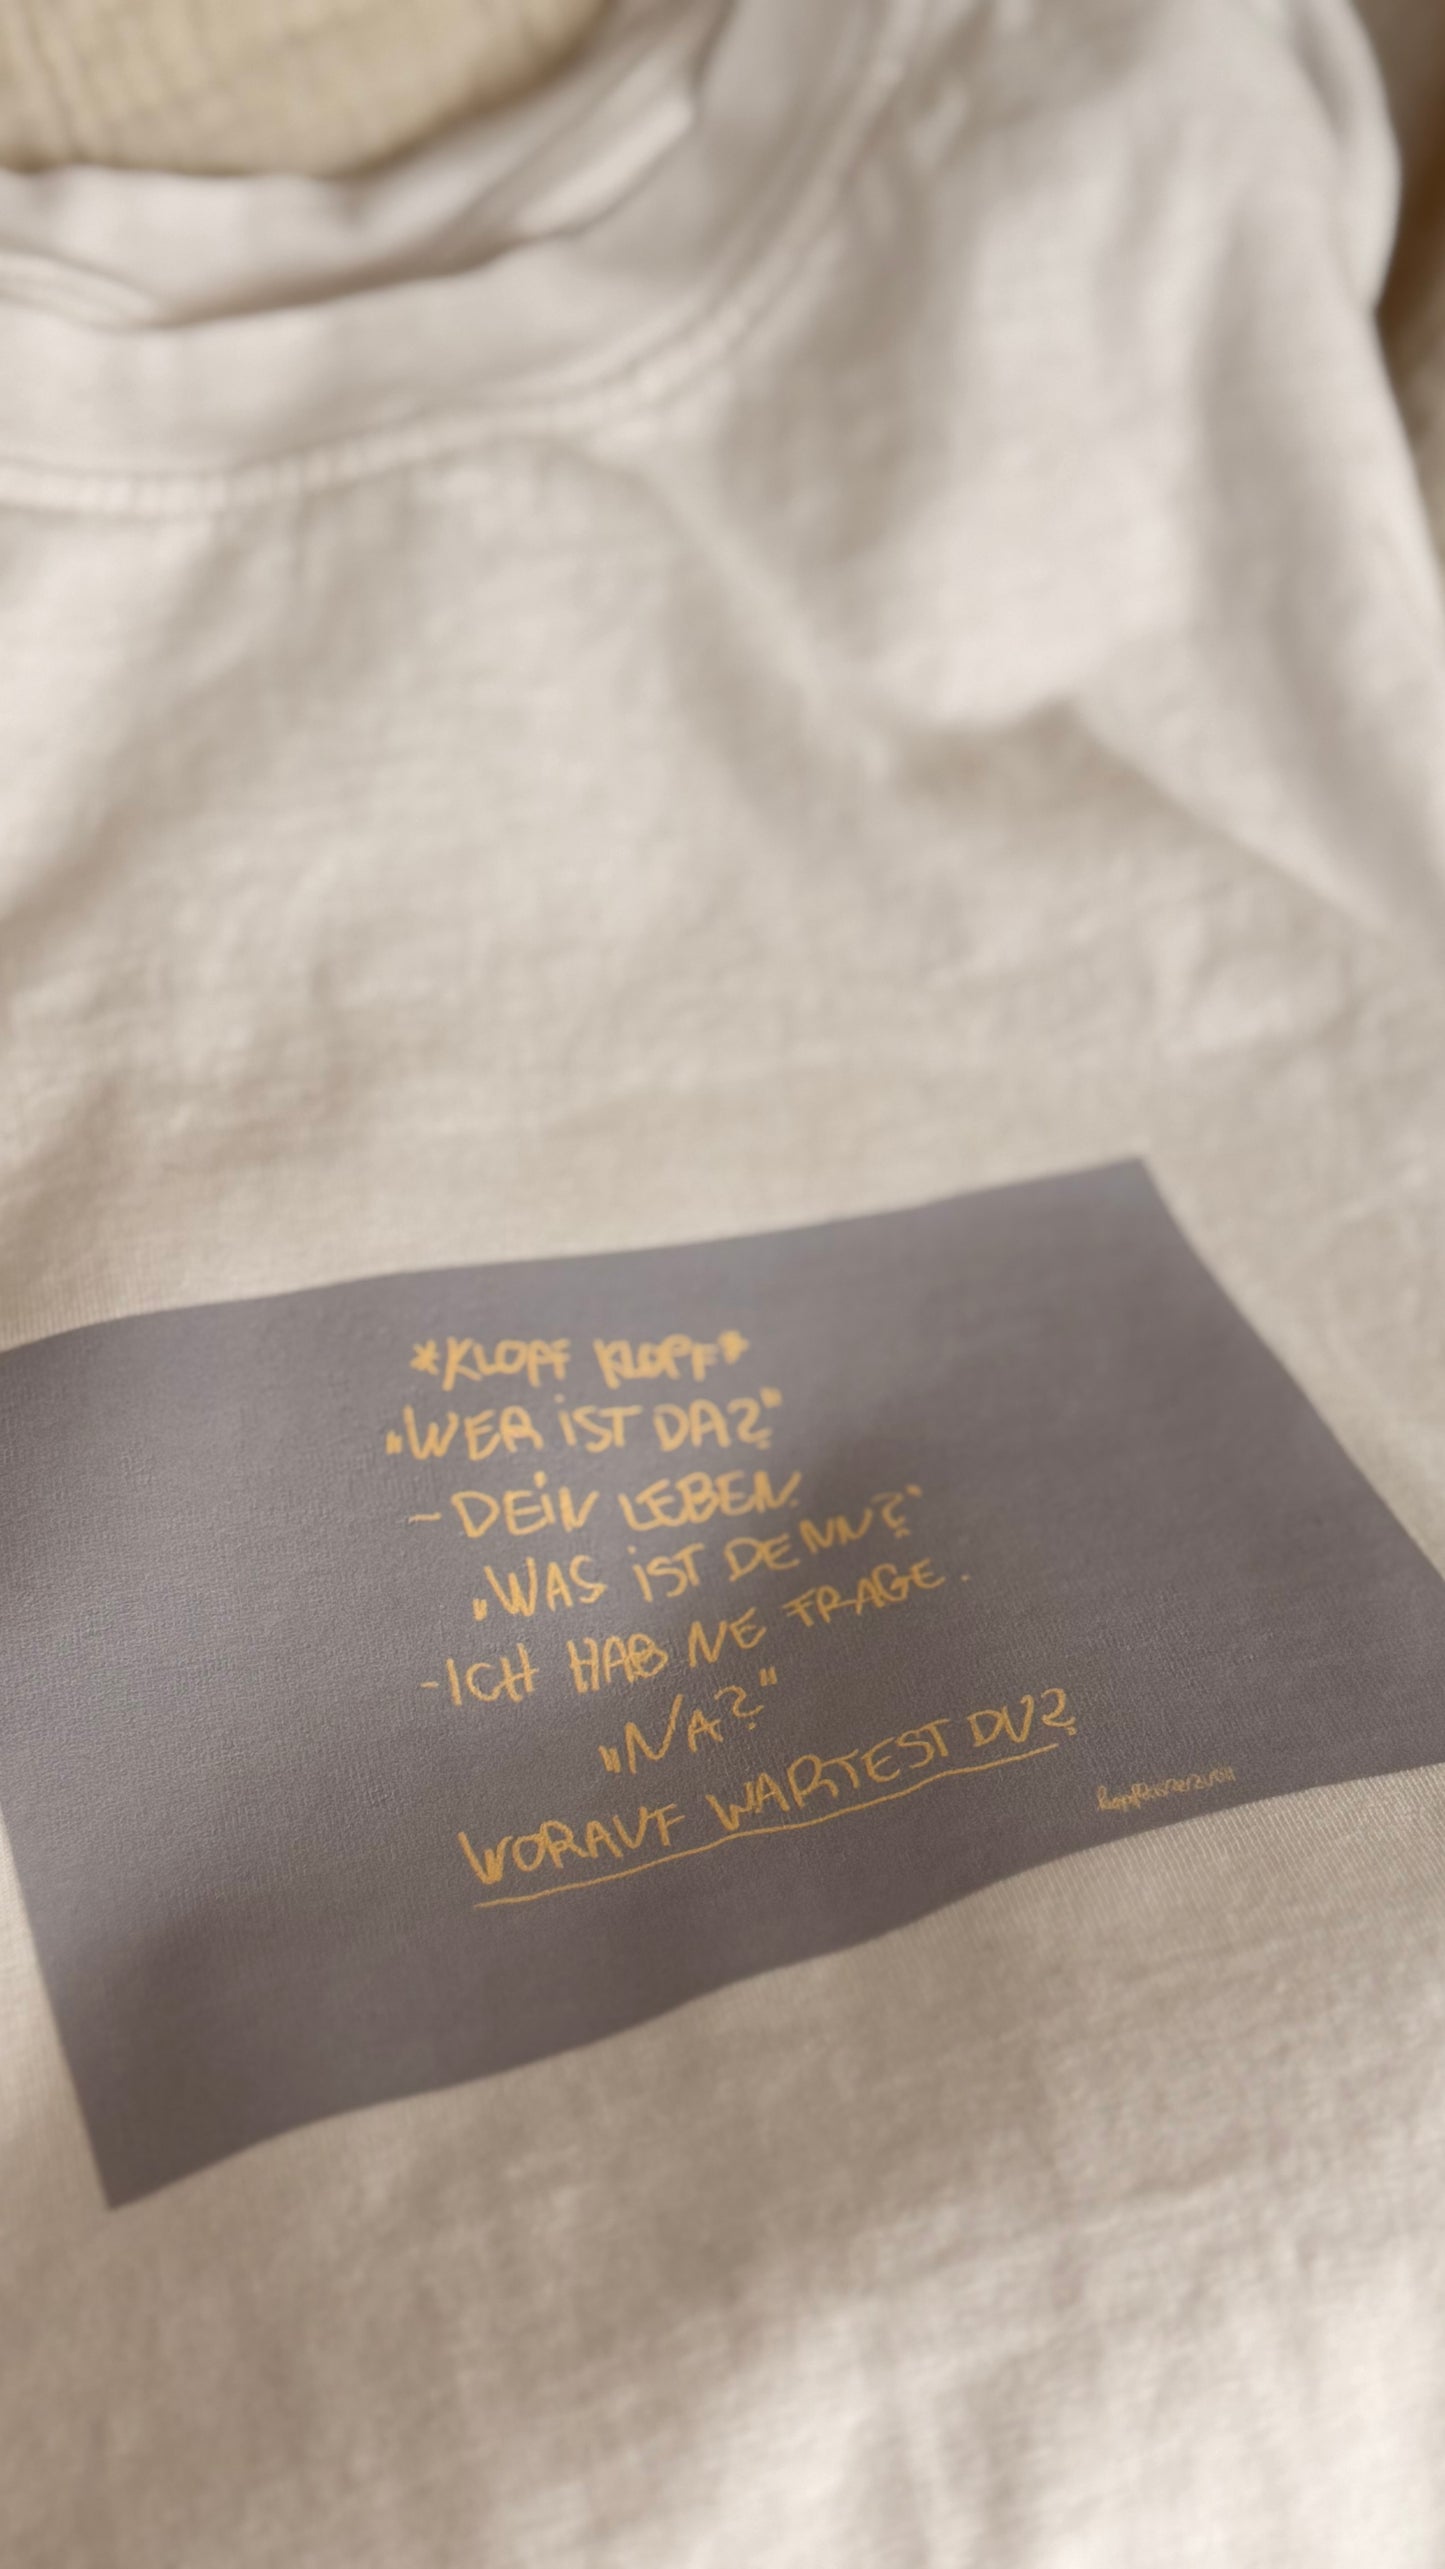 *KLOPF KLOPF*
„WER iST DA?"
- DEiN LEBEN.
„WAS iST DENN?"
- ICH HAB NE FRAGE.
„NA?"
WORAUF WARTEST DU?